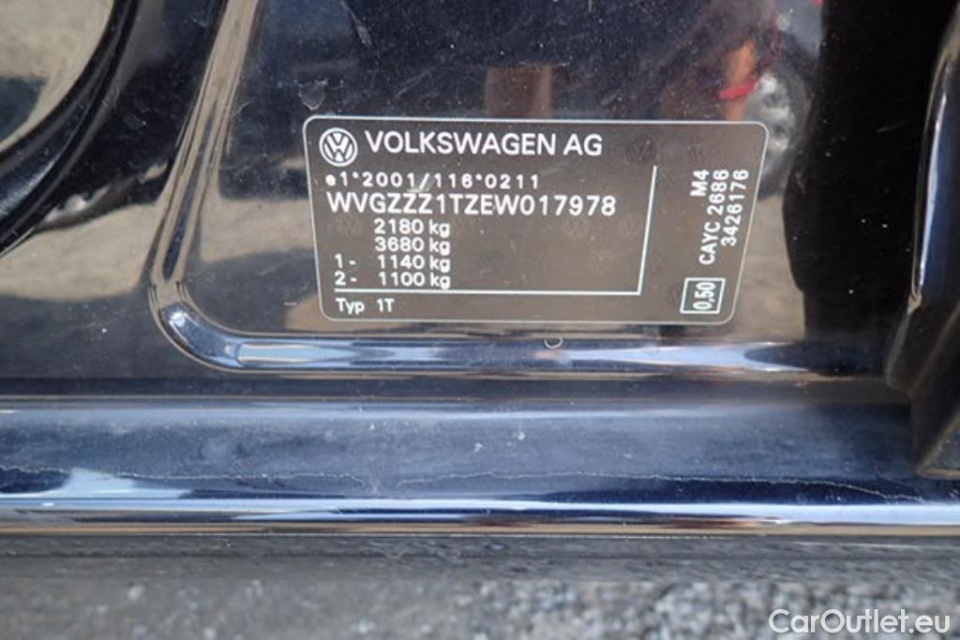 VOLKSWAGEN AG
e1*2001/116*0211
WVGZZZ1TZEW017978
2180 kg
3680 kg
1- 1140 kg
2- 1100 kg
Typ 1T
M4
CAYC 2686
3426176
0,50
CarOutlet.eu